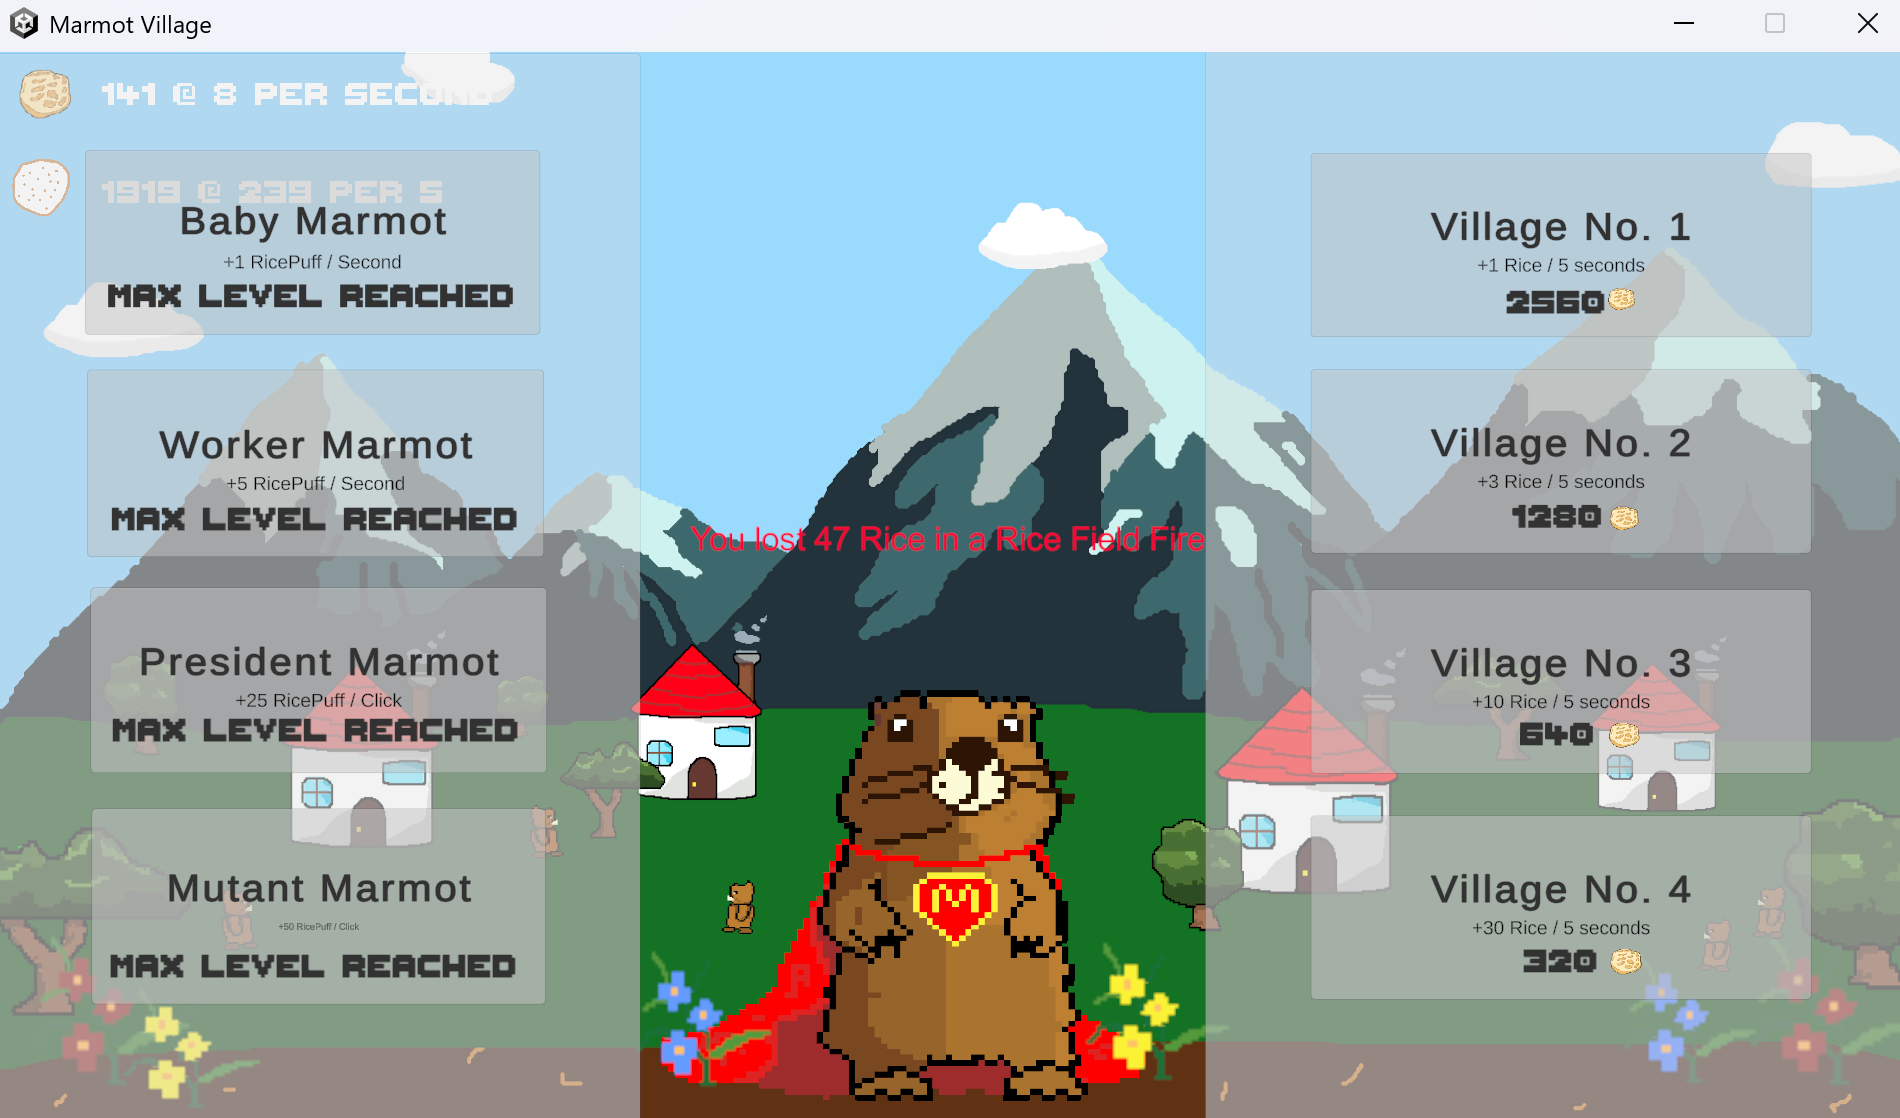 Marmot Village
141 @ 8 PER SECOND
1919 @ 239 PER S
Baby Marmot
+1 RicePuff / Second
MAX LEVEL REACHED
Worker Marmot
+5 RicePuff / Second
MAX LEVEL REACHED
President Marmot
+25 RicePuff / Click
MAX LEVEL REACHED
Mutant Marmot
+50 RicePuff / Click
MAX LEVEL REACHED
You lost 47 Rice in a Rice Field Fire
M
Village No. 1
+1 Rice / 5 seconds
2560
Village No. 2
+3 Rice / 5 seconds
1280
Village No. 3
+10 Rice / 5 seconds
640
Village No. 4
+30 Rice / 5 seconds
320